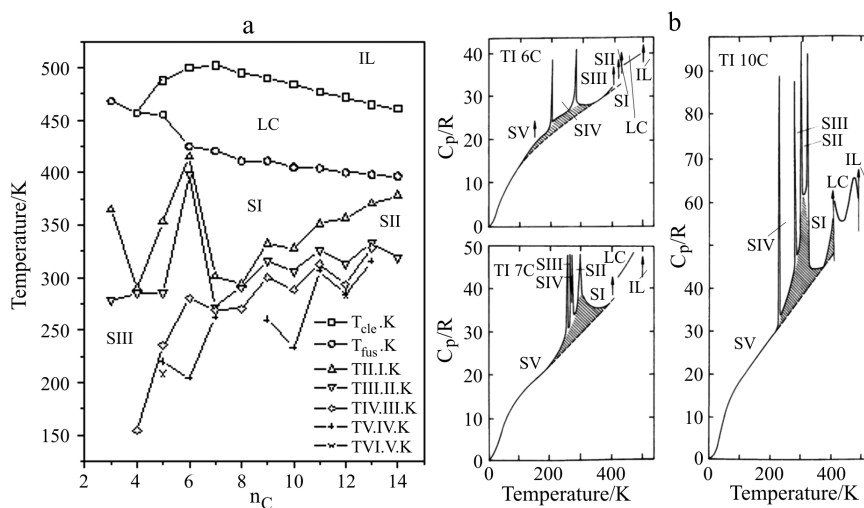 a
Temperature/K
500
450
400
350
300
250
200
150
IL
LC
SI
SII
SIII
T_cle.K
T_fus.K
TII.I.K
TIII.II.K
TIV.III.K
TV.IV.K
TVI.V.K
2 4 6 8 10 12 14
n_C
b
TI 6C
C_P/R
40
30
20
10
0
SV
SIV
SIII
SII
SI
LC
IL
TI 7C
C_P/R
50
40
30
20
10
0
SV
SIII
SIV
SII
SI
LC
IL
0 200 400 600
Temperature/K
TI 10C
C_P/R
90
80
70
60
50
40
30
20
10
0
SV
SIV
SIII
SII
SI
LC
IL
0 200 400
Temperature/K